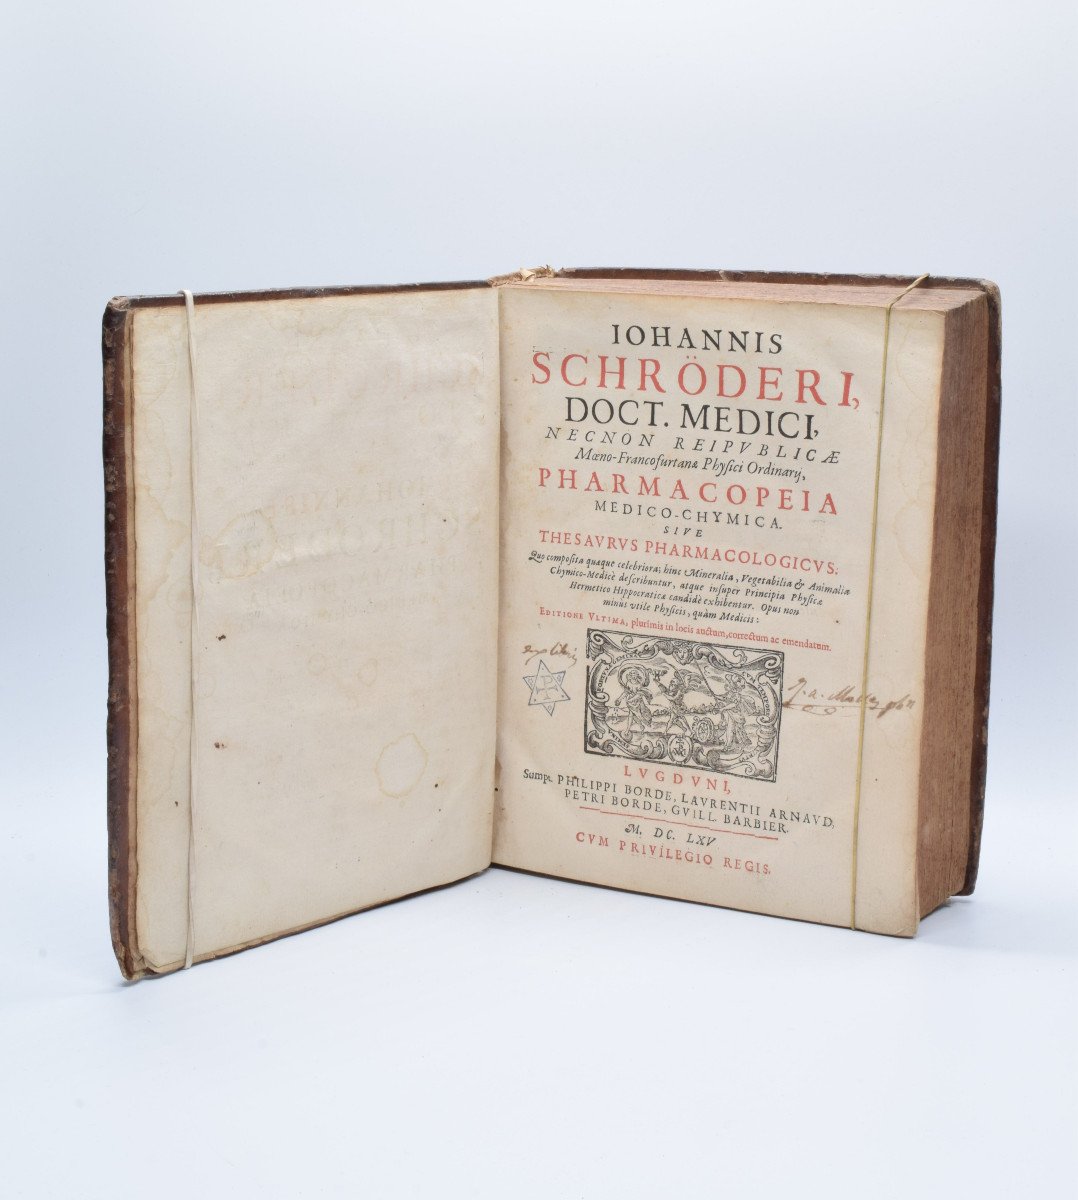 IOHANNIS
SCHRÖDERI,
DOCT. MEDICI,
NECNON REIPVBLICÆ
Mœno-Francofurtanæ Physici Ordinarij,
PHARMACOPEIA
MEDICO-CHYMICA.
SIVE
THESAVRVS PHARMACOLOGICVS:
Quo composita quæque celebriora; hinc Mineralia, Vegetabilia & Animalia
Chymico-Medicè describuntur, atque insuper Principia Physicæ
Hermetico Hippocraticæ candidè exhibentur. Opus non
minus vtile Physicis, quàm Medicis:
EDITIONE VLTIMA, plurimis in locis auctum, correctum ac emendatum.
ex libris
LVGDVNI,
Sumpt. PHILIPPI BORDE, LAVRENTII ARNAVD,
PETRI BORDE, GVILL. BARBIER.
M. DC. LXV
CVM PRIVILEGIO REGIS.